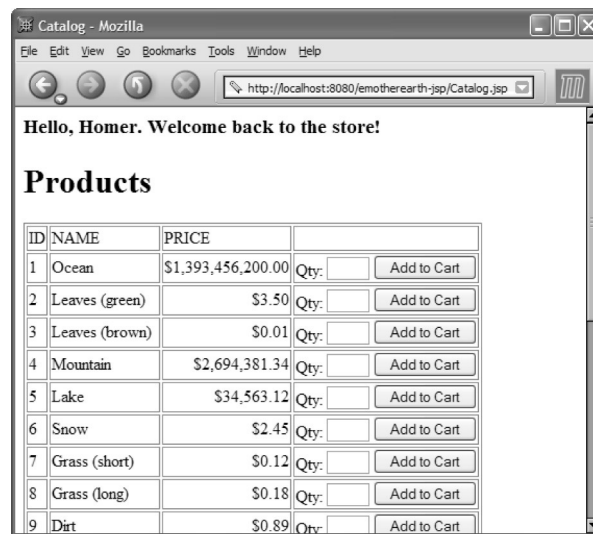 Catalog - Mozilla
File Edit View Go Bookmarks Tools Window Help
http://localhost:8080/emotherearth-jsp/Catalog.jsp
Hello, Homer. Welcome back to the store!
Products
ID NAME PRICE
1 Ocean $1,393,456,200.00 Qty: Add to Cart
2 Leaves (green) $3.50 Qty: Add to Cart
3 Leaves (brown) $0.01 Qty: Add to Cart
4 Mountain $2,694,381.34 Qty: Add to Cart
5 Lake $34,563.12 Qty: Add to Cart
6 Snow $2.45 Qty: Add to Cart
7 Grass (short) $0.12 Qty: Add to Cart
8 Grass (long) $0.18 Qty: Add to Cart
9 Dirt $0.89 Qty: Add to Cart